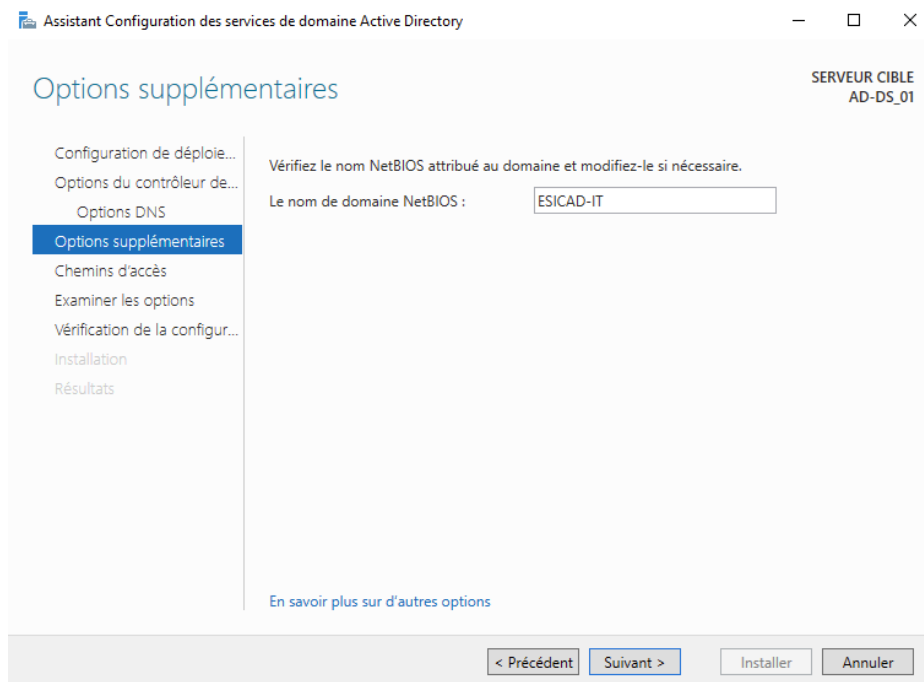 Assistant Configuration des services de domaine Active Directory
Options supplémentaires
SERVEUR CIBLE
AD-DS_01
Configuration de déploie...
Options du contrôleur de...
Options DNS
Options supplémentaires
Chemins d'accès
Examiner les options
Vérification de la configur...
Installation
Résultats
Vérifiez le nom NetBIOS attribué au domaine et modifiez-le si nécessaire.
Le nom de domaine NetBIOS : ESICAD-IT
En savoir plus sur d'autres options
< Précédent Suivant > Installer Annuler